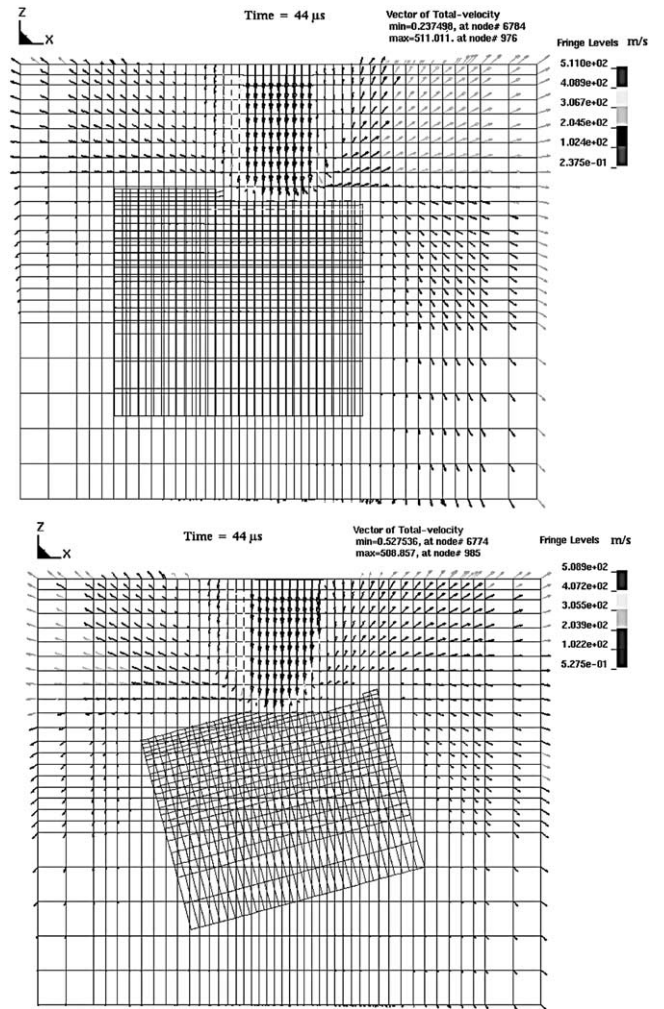 Z
X
Time = 44 μs
Vector of Total-velocity
min=0.237498, at node# 6784
max=511.011, at node# 976
Fringe Levels m/s
5.110e+02
4.089e+02
3.067e+02
2.045e+02
1.024e+02
2.375e-01
Z
X
Time = 44 μs
Vector of Total-velocity
min=0.527536, at node# 6774
max=508.857, at node# 985
Fringe Levels m/s
5.089e+02
4.072e+02
3.055e+02
2.039e+02
1.022e+02
5.275e-01